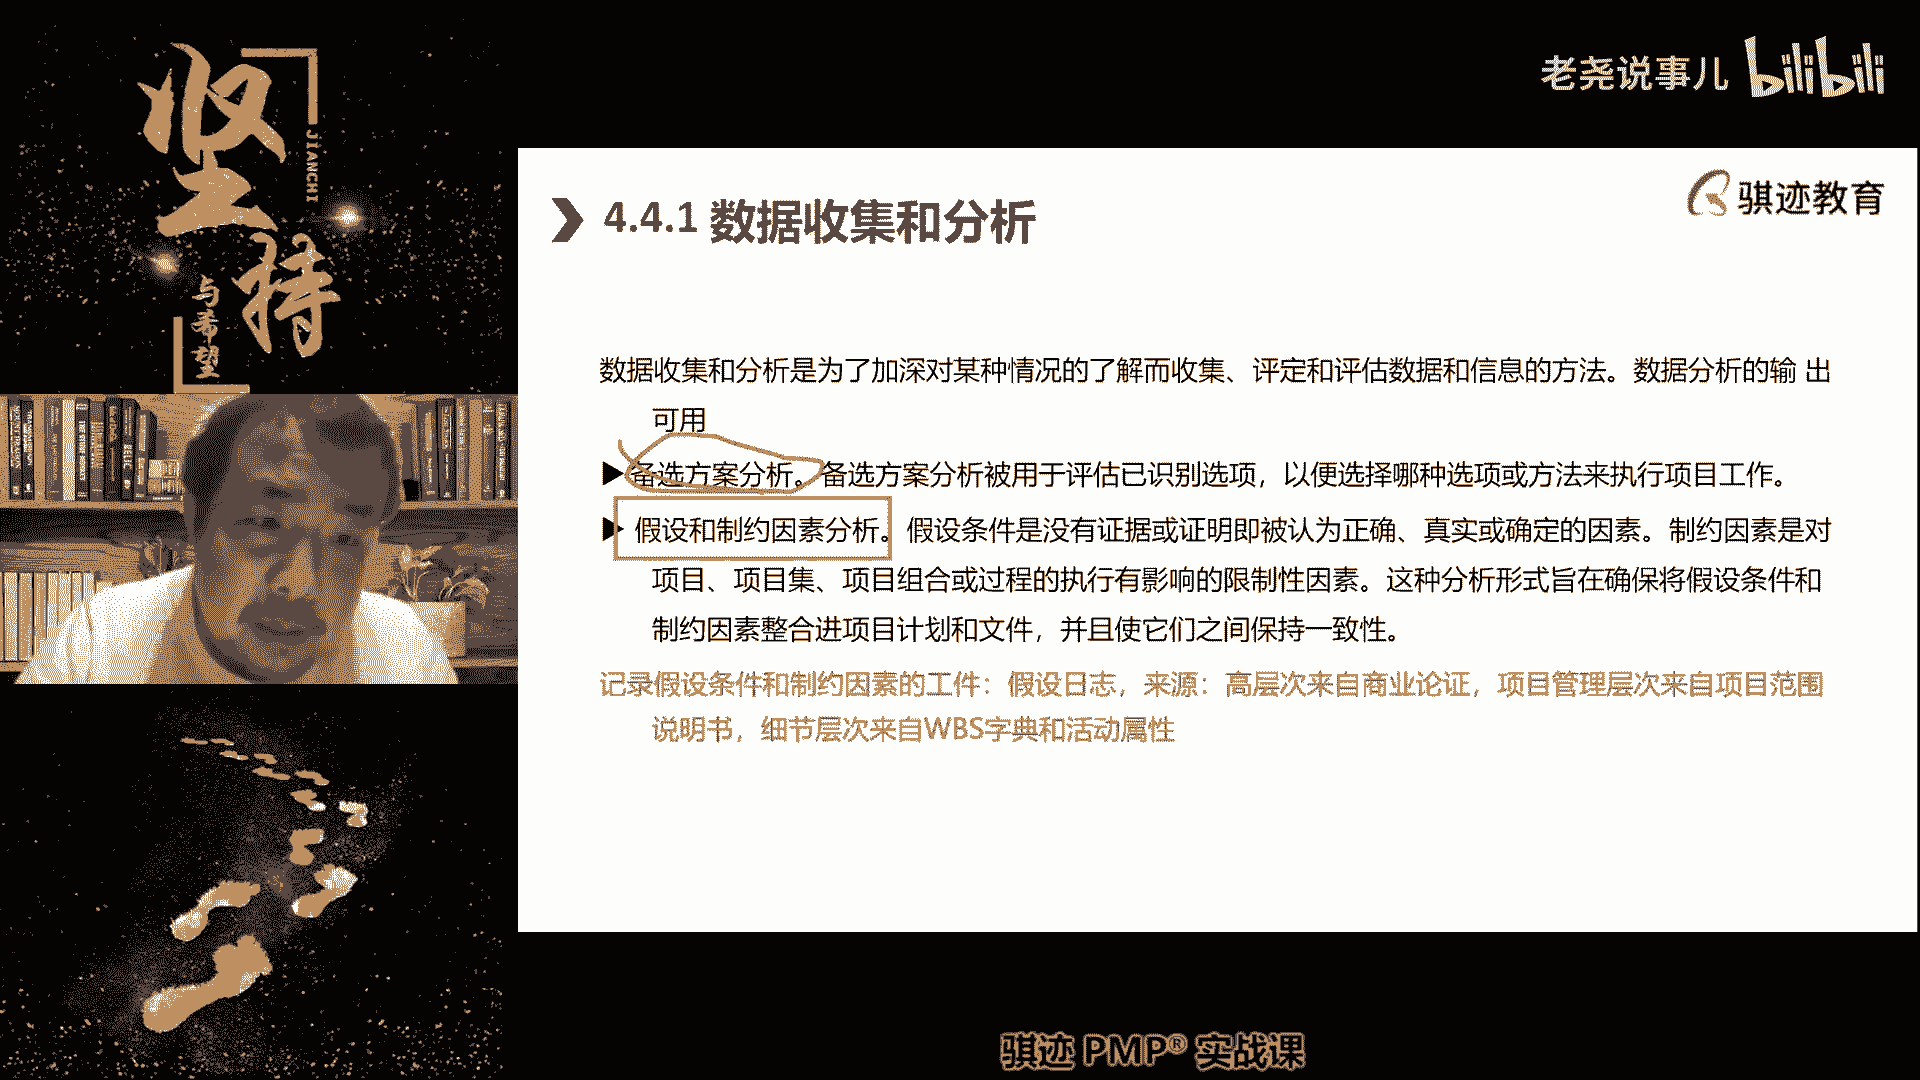 坚持
JIANCHI
与希望
老尧说事儿 bilibili
骐迹教育
4.4.1 数据收集和分析
数据收集和分析是为了加深对某种情况的了解而收集、评定和评估数据和信息的方法。数据分析的输 出
可用
备选方案分析。备选方案分析被用于评估已识别选项，以便选择哪种选项或方法来执行项目工作。
假设和制约因素分析。假设条件是没有证据或证明即被认为正确、真实或确定的因素。制约因素是对
项目、项目集、项目组合或过程的执行有影响的限制性因素。这种分析形式旨在确保将假设条件和
制约因素整合进项目计划和文件，并且使它们之间保持一致性。
记录假设条件和制约因素的工件：假设日志，来源：高层次来自商业论证，项目管理层次来自项目范围
说明书，细节层次来自WBS字典和活动属性
骐迹 PMP® 实战课